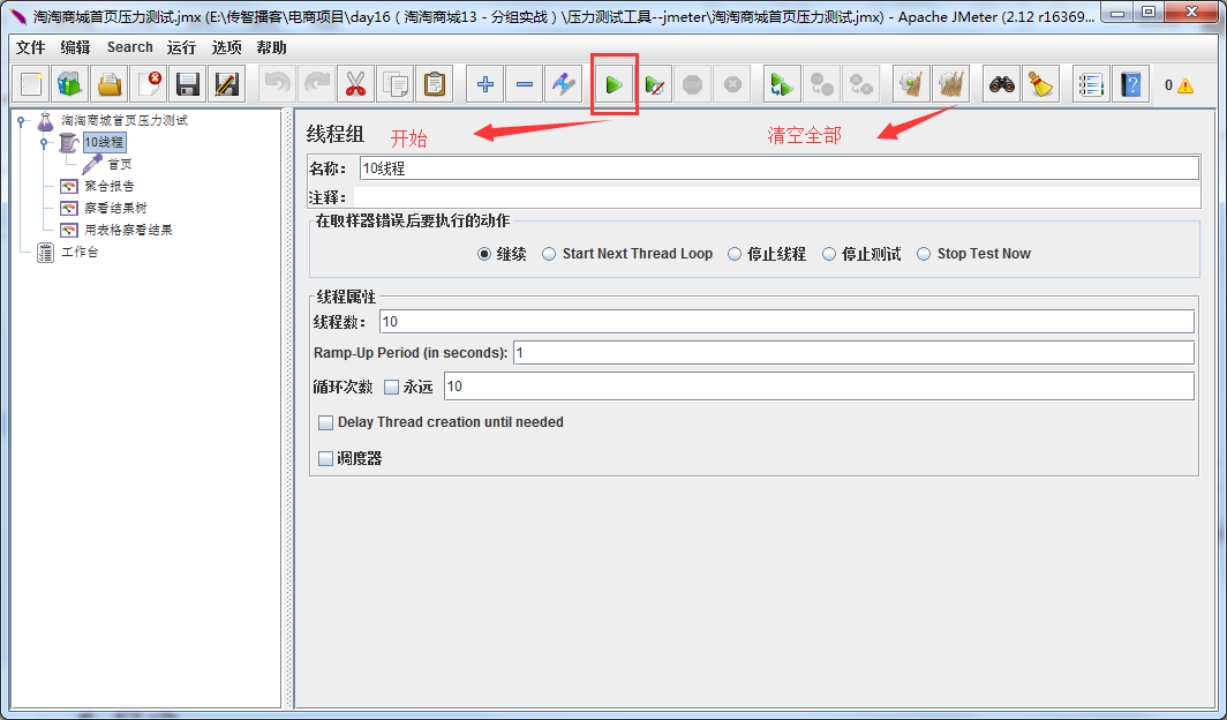 淘淘商城首页压力测试.jmx (E:\传智播客\电商项目\day16（淘淘商城13 - 分组实战）\压力测试工具--jmeter\淘淘商城首页压力测试.jmx) - Apache JMeter (2.12 r16369...
文件 编辑 Search 运行 选项 帮助
0
淘淘商城首页压力测试
10线程
首页
聚合报告
察看结果树
用表格察看结果
工作台
线程组
开始
清空全部
名称： 10线程
注释：
在取样器错误后要执行的动作
继续 Start Next Thread Loop 停止线程 停止测试 Stop Test Now
线程属性
线程数： 10
Ramp-Up Period (in seconds): 1
循环次数 永远 10
Delay Thread creation until needed
调度器